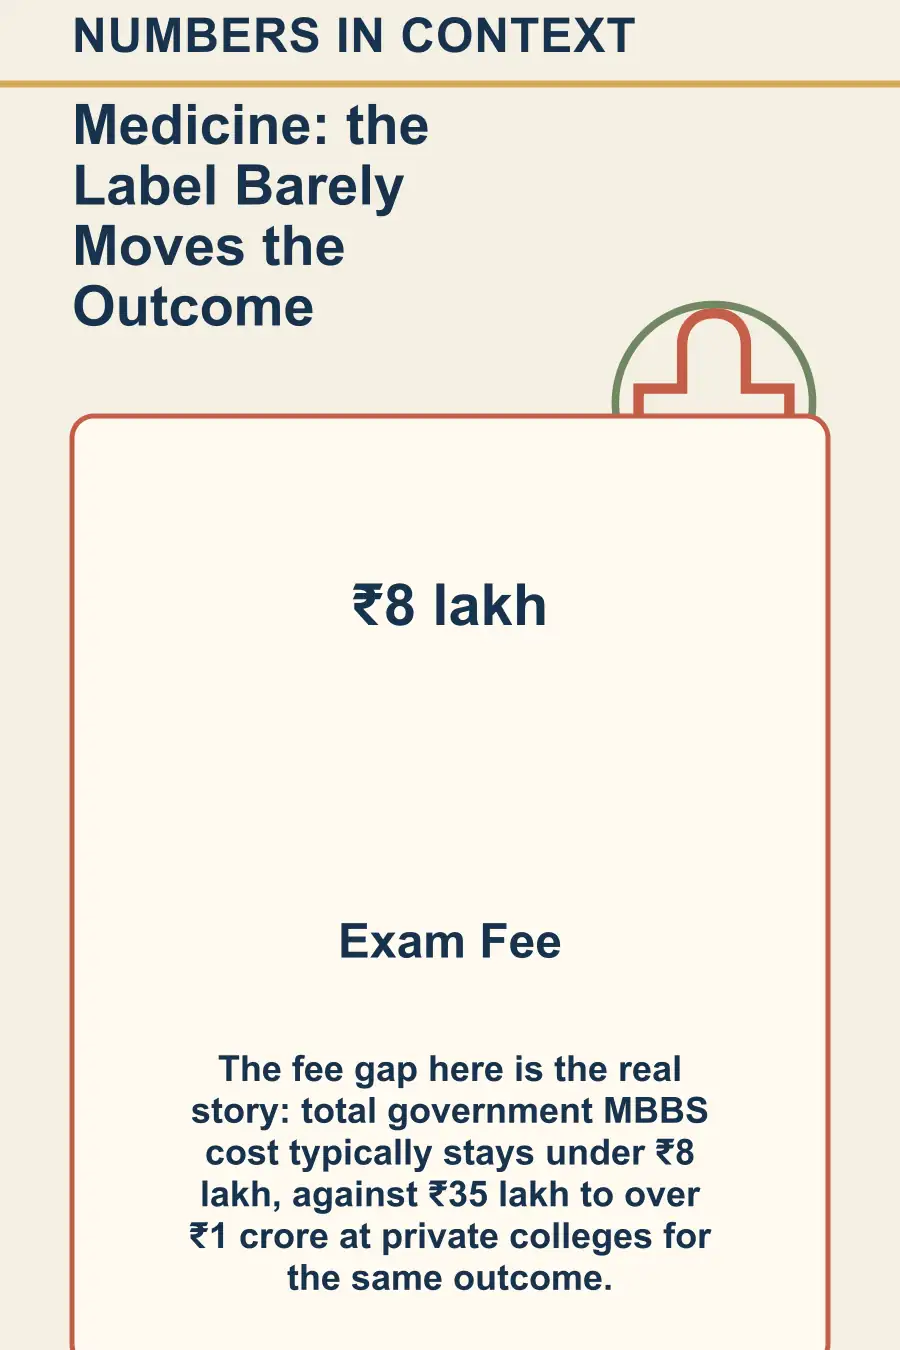 NUMBERS IN CONTEXT
Medicine: the
Label Barely
Moves the
Outcome
₹8 lakh
Exam Fee
The fee gap here is the real
story: total government MBBS
cost typically stays under ₹8
lakh, against ₹35 lakh to over
₹1 crore at private colleges for
the same outcome.